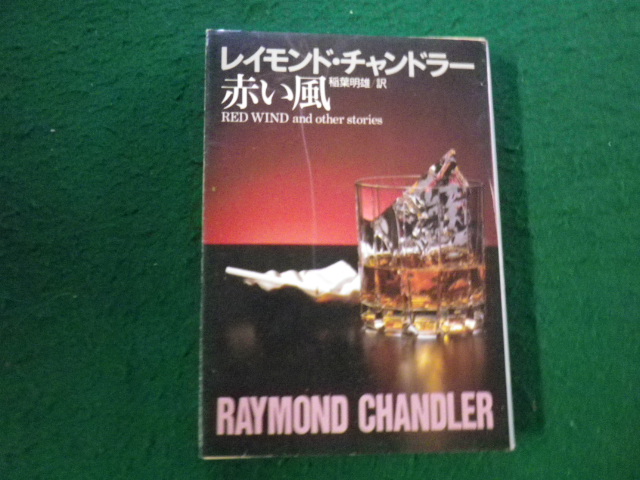 レイモンド・チャンドラー
赤い風 稲葉明雄/訳
RED WIND and other stories
RAYMOND CHANDLER